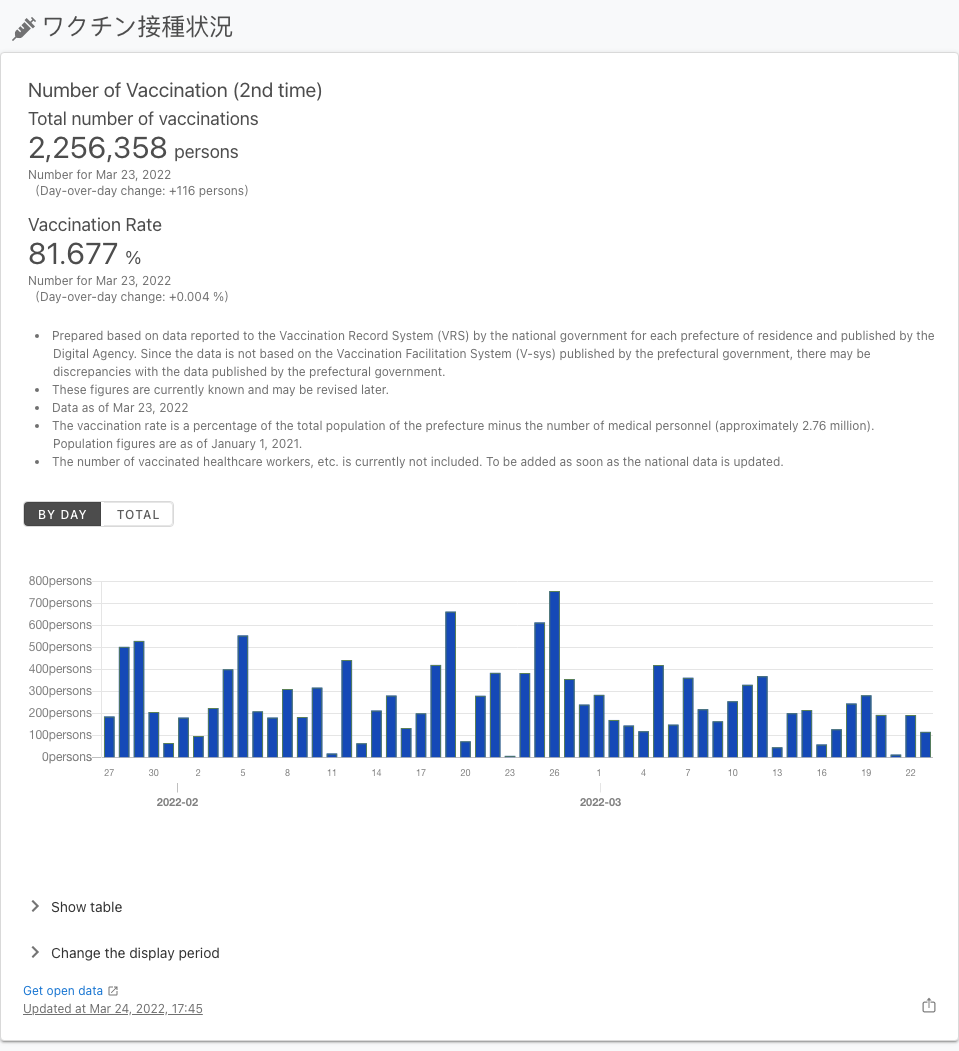 ワクチン接種状況
Number of Vaccination (2nd time)
Total number of vaccinations
2,256,358 persons
Number for Mar 23, 2022
(Day-over-day change: +116 persons)
Vaccination Rate
81.677 %
Number for Mar 23, 2022
(Day-over-day change: +0.004 %)
• Prepared based on data reported to the Vaccination Record System (VRS) by the national government for each prefecture of residence and published by the
Digital Agency. Since the data is not based on the Vaccination Facilitation System (V-sys) published by the prefectural government, there may be
discrepancies with the data published by the prefectural government.
• These figures are currently known and may be revised later.
• Data as of Mar 23, 2022
• The vaccination rate is a percentage of the total population of the prefecture minus the number of medical personnel (approximately 2.76 million).
Population figures are as of January 1, 2021.
• The number of vaccinated healthcare workers, etc. is currently not included. To be added as soon as the national data is updated.
BY DAY TOTAL
800persons
700persons
600persons
500persons
400persons
300persons
200persons
100persons
0persons
27 30 2 5 8 11 14 17 20 23 26 1 4 7 10 13 16 19 22
2022-02 2022-03
Show table
Change the display period
Get open data
Updated at Mar 24, 2022, 17:45